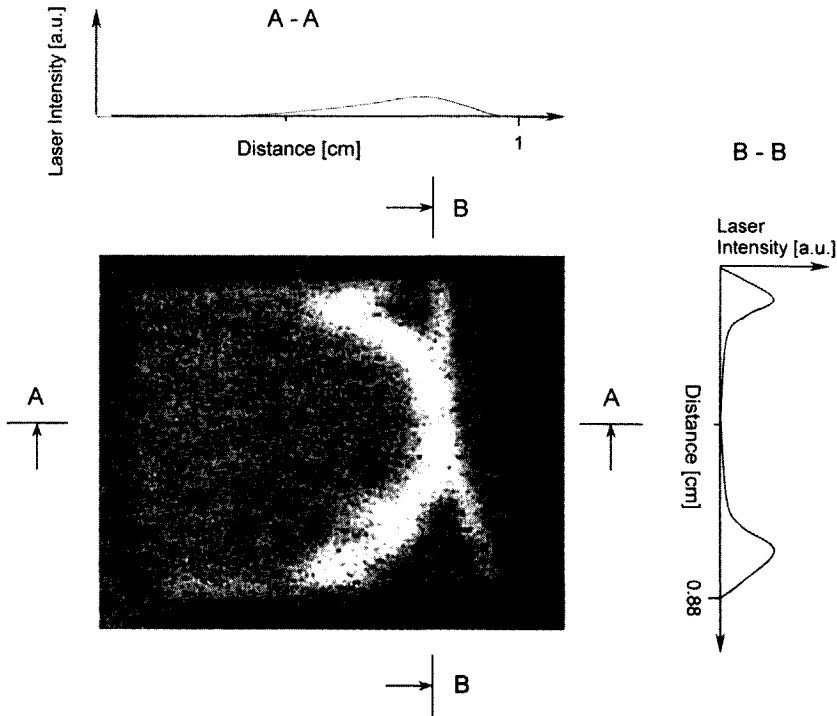 A - A
Laser Intensity [a.u.]
Distance [cm]
1
B - B
B
Laser
Intensity [a.u.]
A
A
Distance [cm]
0.88
B